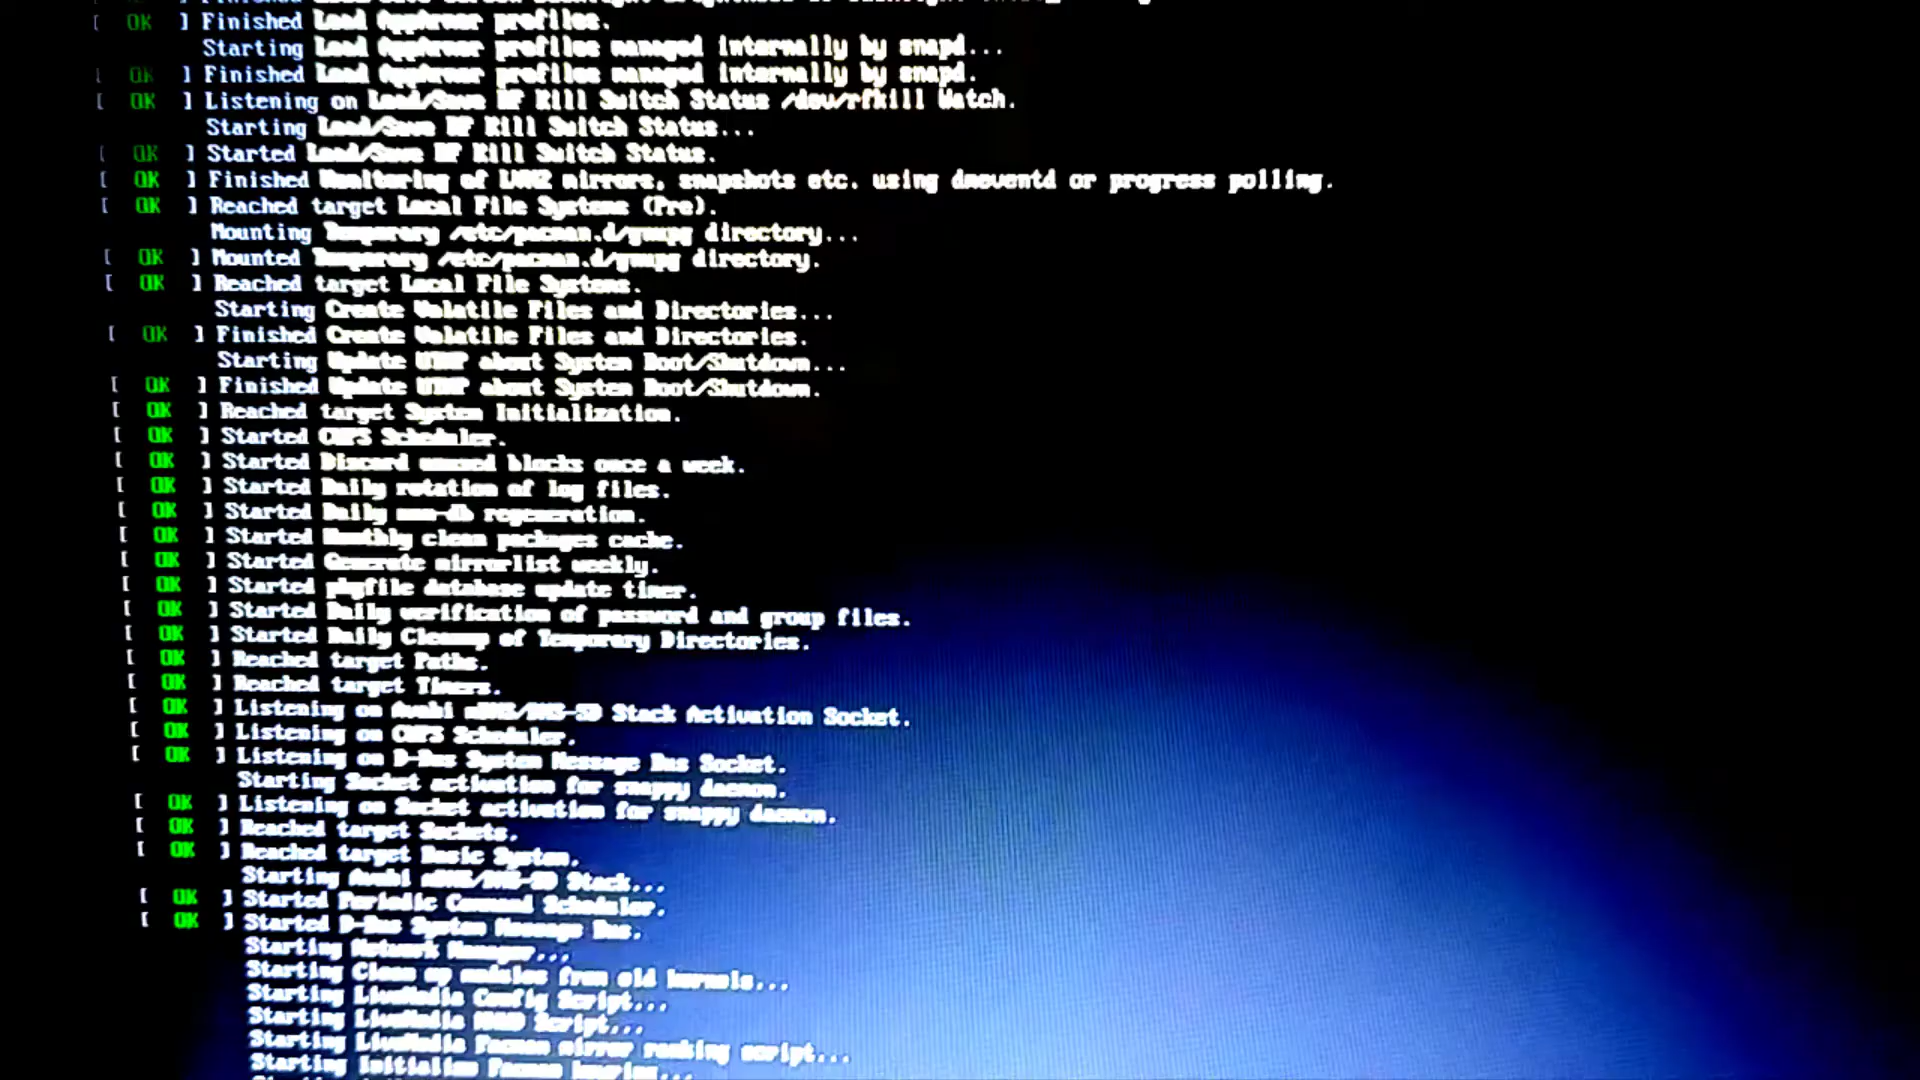 [ OK ] Finished Load AppArmor profiles.
Starting Load AppArmor profiles managed internally by snapd...
[ OK ] Finished Load AppArmor profiles managed internally by snapd.
[ OK ] Listening on Load/Save RF Kill Switch Status /dev/rfkill Watch.
Starting Load/Save RF Kill Switch Status...
[ OK ] Started Load/Save RF Kill Switch Status.
[ OK ] Finished Monitoring of LVM2 mirrors, snapshots etc. using dmeventd or progress polling.
[ OK ] Reached target Local File Systems (Pre).
Mounting Temporary /etc/pacman.d/gnupg directory...
[ OK ] Mounted Temporary /etc/pacman.d/gnupg directory.
[ OK ] Reached target Local File Systems.
Starting Create Volatile Files and Directories...
[ OK ] Finished Create Volatile Files and Directories.
Starting Update UTMP about System Boot/Shutdown...
[ OK ] Finished Update UTMP about System Boot/Shutdown.
[ OK ] Reached target System Initialization.
[ OK ] Started CUPS Scheduler.
[ OK ] Started Discard unused blocks once a week.
[ OK ] Started Daily rotation of log files.
[ OK ] Started Daily man-db regeneration.
[ OK ] Started Monthly clean packages cache.
[ OK ] Started Generate mirrorlist weekly.
[ OK ] Started pkgfile database update timer.
[ OK ] Started Daily verification of password and group files.
[ OK ] Started Daily Cleanup of Temporary Directories.
[ OK ] Reached target Paths.
[ OK ] Reached target Timers.
[ OK ] Listening on Avahi mDNS/DNS-SD Stack Activation Socket.
[ OK ] Listening on CUPS Scheduler.
[ OK ] Listening on D-Bus System Message Bus Socket.
Starting Socket activation for snappy daemon.
[ OK ] Listening on Socket activation for snappy daemon.
[ OK ] Reached target Sockets.
[ OK ] Reached target Basic System.
Starting Avahi mDNS/DNS-SD Stack...
[ OK ] Started Periodic Command Scheduler.
[ OK ] Started D-Bus System Message Bus.
Starting Network Manager...
Starting Clean up modules from old kernels...
Starting LiveMedia Config Script...
Starting LiveMedia MHWD Script...
Starting LiveMedia Pacman mirror ranking script...
Starting Initialize Pacman keyring...